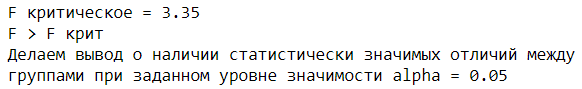 F критическое = 3.35
F > F крит
Делаем вывод о наличии статистически значимых отличий между
группами при заданном уровне значимости alpha = 0.05